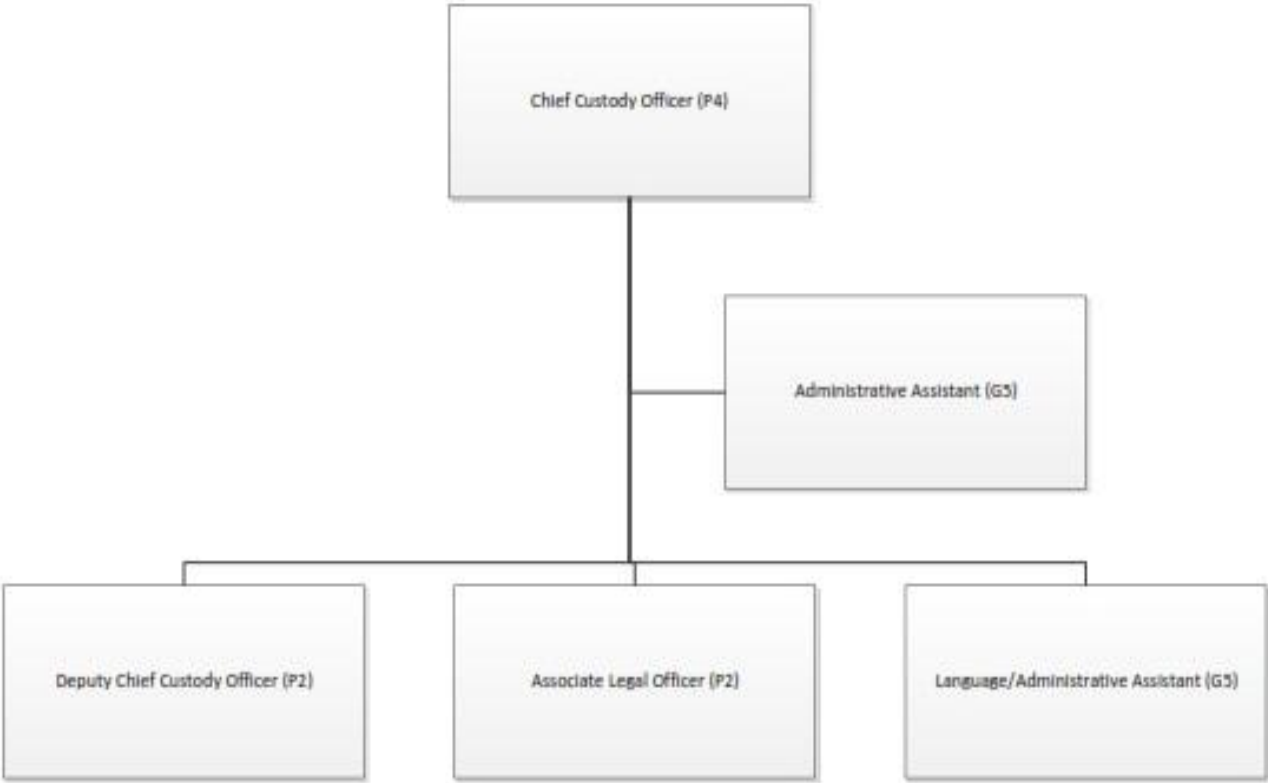 Chief Custody Officer (P4)
Administrative Assistant (G5)
Deputy Chief Custody Officer (P2)
Associate Legal Officer (P2)
Language/Administrative Assistant (G5)